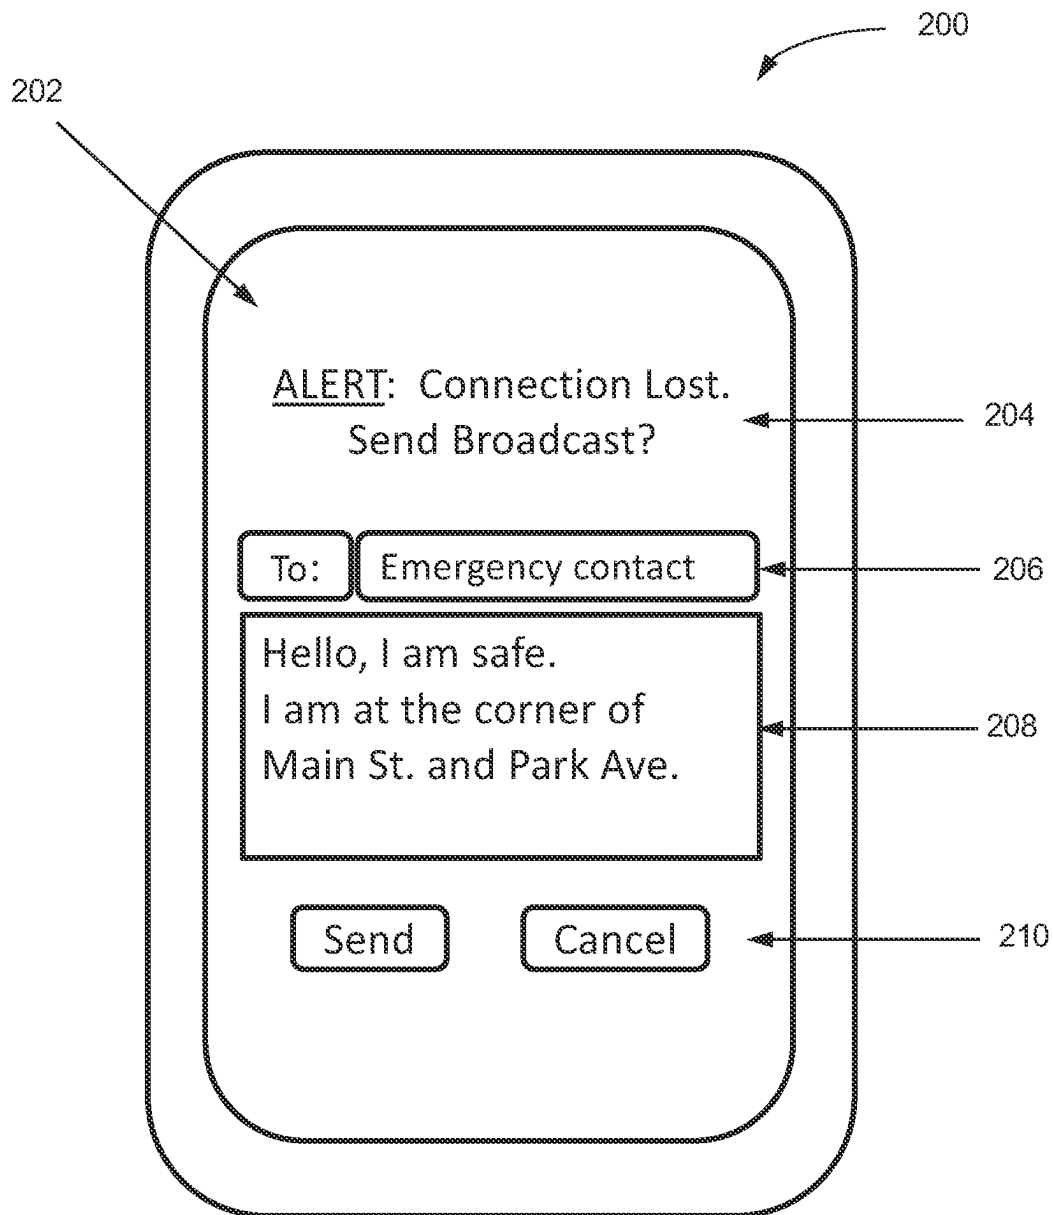 200
202
ALERT: Connection Lost.
Send Broadcast?
204
To: Emergency contact
206
Hello, I am safe.
I am at the corner of
Main St. and Park Ave.
208
Send Cancel
210